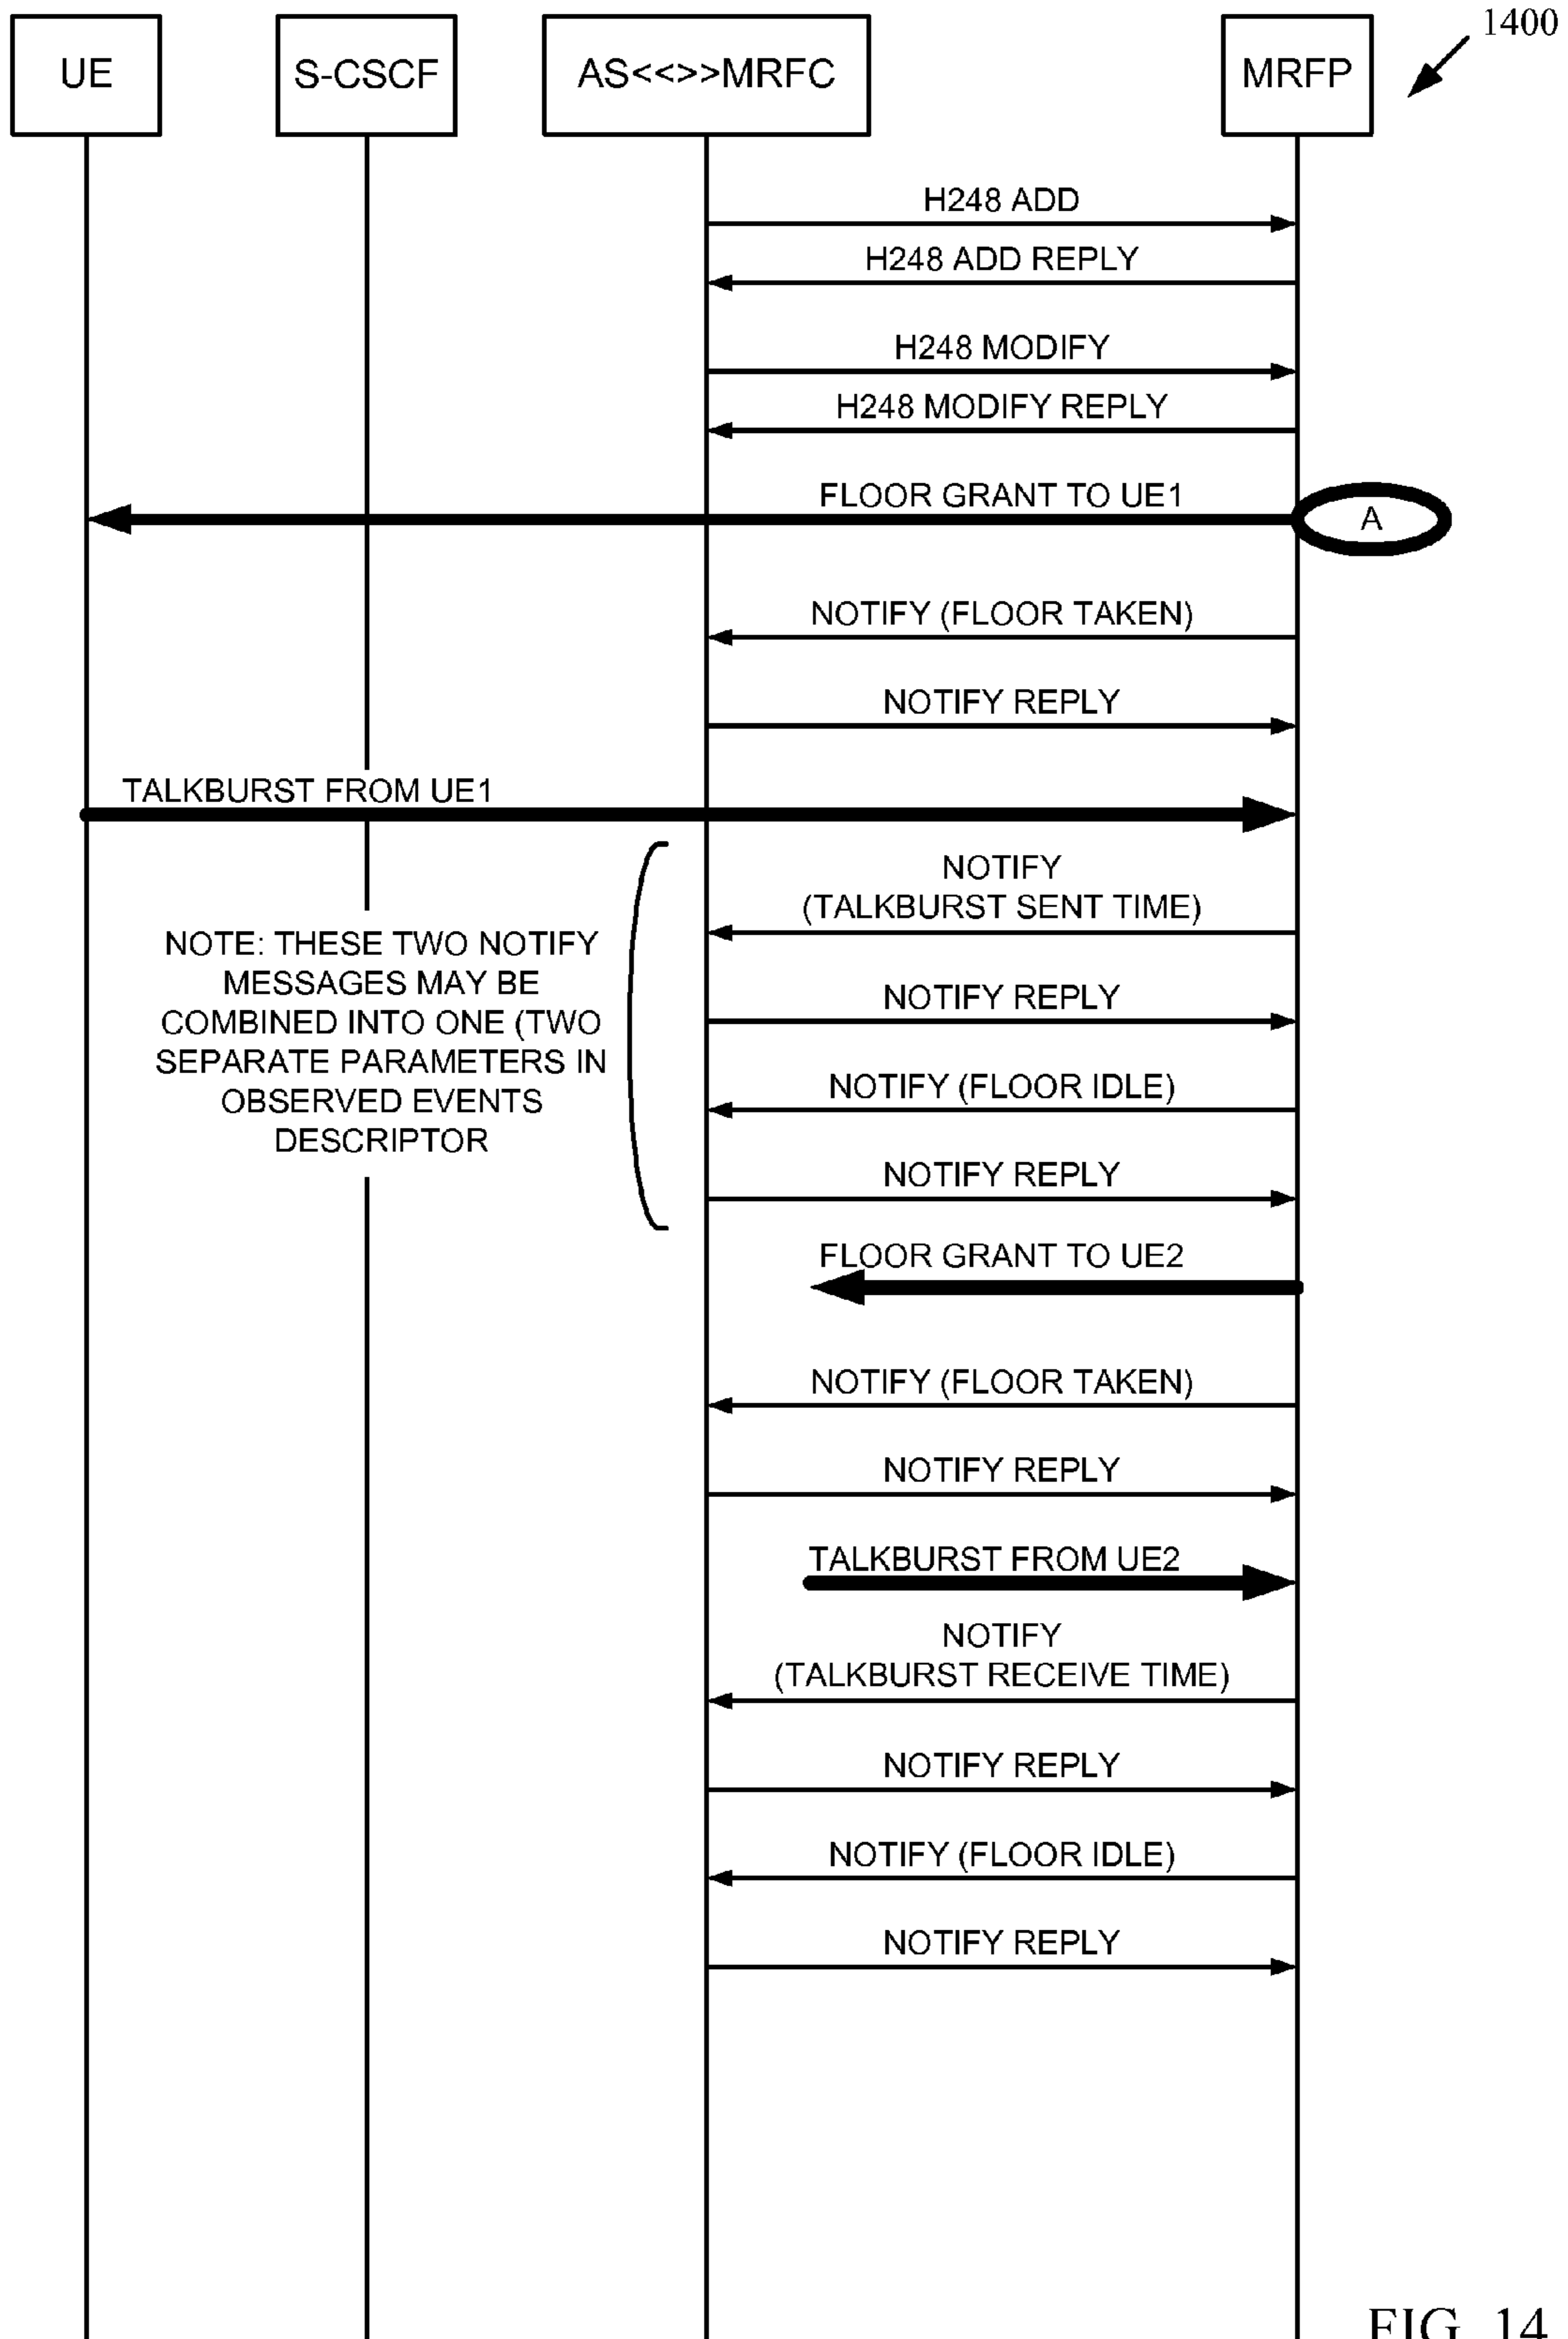 1400
UE
S-CSCF
AS<<>>MRFC
MRFP
H248 ADD
H248 ADD REPLY
H248 MODIFY
H248 MODIFY REPLY
FLOOR GRANT TO UE1
A
NOTIFY (FLOOR TAKEN)
NOTIFY REPLY
TALKBURST FROM UE1
NOTIFY
(TALKBURST SENT TIME)
NOTE: THESE TWO NOTIFY
MESSAGES MAY BE
COMBINED INTO ONE (TWO
SEPARATE PARAMETERS IN
OBSERVED EVENTS
DESCRIPTOR
NOTIFY REPLY
NOTIFY (FLOOR IDLE)
NOTIFY REPLY
FLOOR GRANT TO UE2
NOTIFY (FLOOR TAKEN)
NOTIFY REPLY
TALKBURST FROM UE2
NOTIFY
(TALKBURST RECEIVE TIME)
NOTIFY REPLY
NOTIFY (FLOOR IDLE)
NOTIFY REPLY
FIG. 14